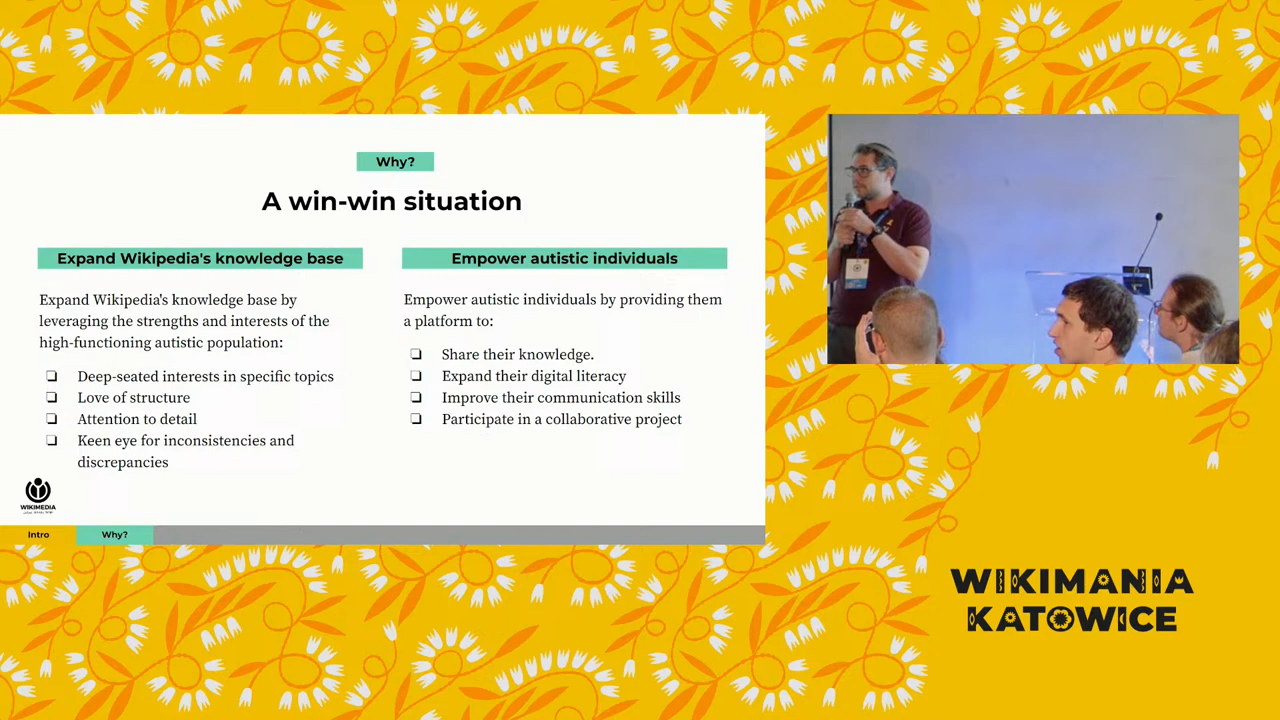 Why?
A win-win situation
Expand Wikipedia's knowledge base
Expand Wikipedia's knowledge base by
leveraging the strengths and interests of the
high-functioning autistic population:
❏ Deep-seated interests in specific topics
❏ Love of structure
❏ Attention to detail
❏ Keen eye for inconsistencies and
discrepancies
Empower autistic individuals
Empower autistic individuals by providing them
a platform to:
❏ Share their knowledge.
❏ Expand their digital literacy
❏ Improve their communication skills
❏ Participate in a collaborative project
WIKIMEDIA
Intro
Why?
WIKIMANIA
KATOWICE